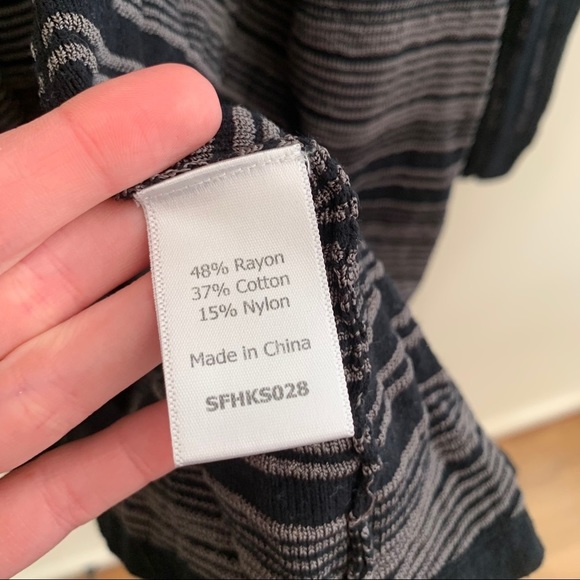 48% Rayon
37% Cotton
15% Nylon
Made in China
SFHKS028